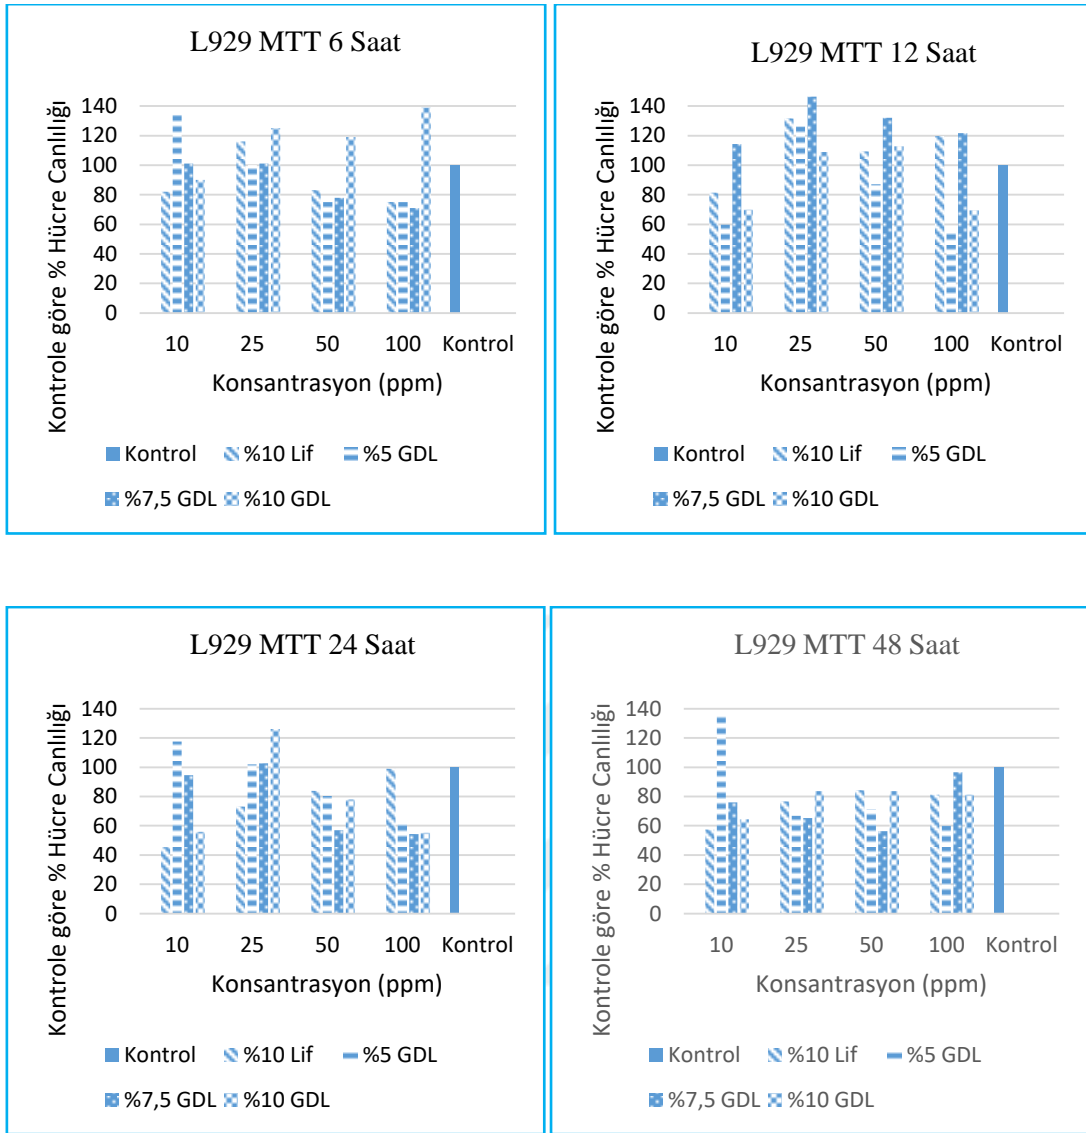 L929 MTT 6 Saat
Kontrole göre % Hücre Canlılığı
140
120
100
80
60
40
20
0
10 25 50 100 Kontrol
Konsantrasyon (ppm)
Kontrol %10 Lif %5 GDL
%7,5 GDL %10 GDL
L929 MTT 12 Saat
Kontrole göre % Hücre Canlılığı
140
120
100
80
60
40
20
0
10 25 50 100 Kontrol
Konsantrasyon (ppm)
Kontrol %10 Lif %5 GDL
%7,5 GDL %10 GDL
L929 MTT 24 Saat
Kontrole göre % Hücre Canlılığı
140
120
100
80
60
40
20
0
10 25 50 100 Kontrol
Konsantrasyon (ppm)
Kontrol %10 Lif %5 GDL
%7,5 GDL %10 GDL
L929 MTT 48 Saat
Kontrole göre % Hücre Canlılığı
140
120
100
80
60
40
20
0
10 25 50 100 Kontrol
Konsantrasyon (ppm)
Kontrol %10 Lif %5 GDL
%7,5 GDL %10 GDL